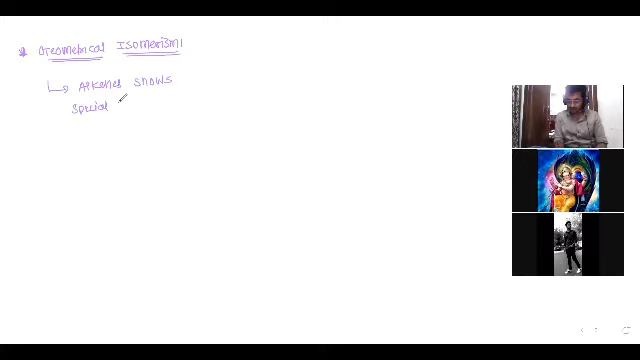 * Geometrical Isomerism
↳ Alkenes shows
special